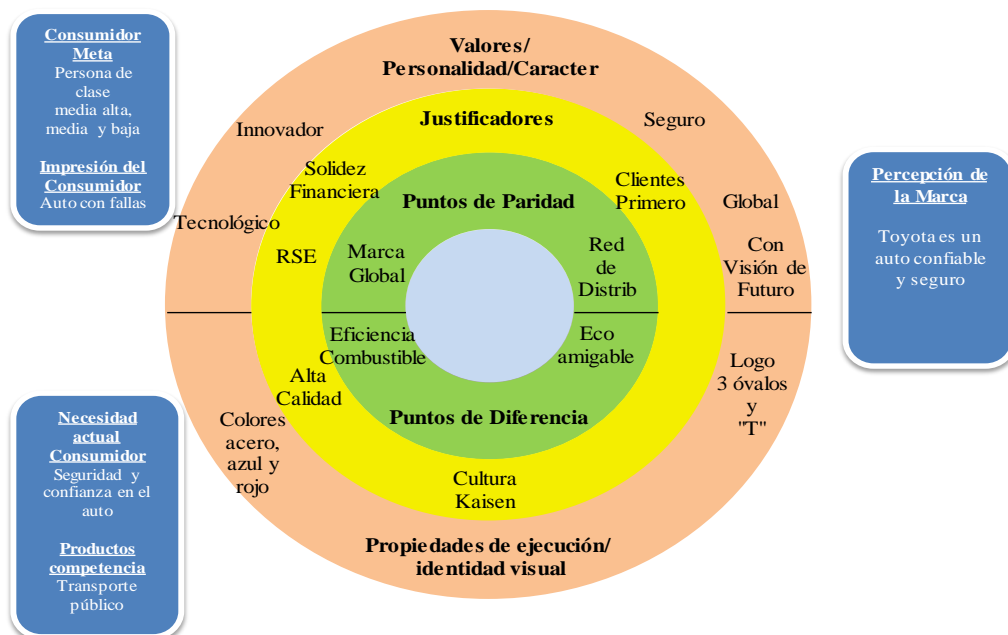 Consumidor
Meta
Persona de
clase
media alta,
media y baja
Impresión del
Consumidor
Auto con fallas
Valores/
Personalidad/Caracter
Innovador
Seguro
Tecnológico
Global
Con
Visión de
Futuro
Justificadores
Solidez
Financiera
Clientes
Primero
RSE
Puntos de Paridad
Marca
Global
Red
de
Distrib
Eficiencia
Combustible
Eco
amigable
Puntos de Diferencia
Alta
Calidad
Cultura
Kaisen
Colores
acero,
azul y
rojo
Logo
3 óvalos
y
"T"
Propiedades de ejecución/
identidad visual
Percepción de
la Marca
Toyota es un
auto confiable
y seguro
Necesidad
actual
Consumidor
Seguridad y
confianza en el
auto
Productos
competencia
Transporte
público